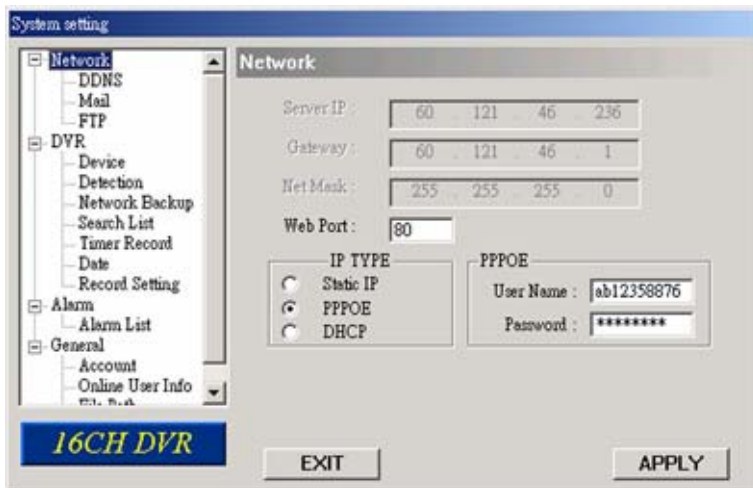 System setting
Network
DDNS
Mail
FTP
DVR
Device
Detection
Network Backup
Search List
Timer Record
Date
Record Setting
Alarm
Alarm List
General
Account
Online User Info
File Path
16CH DVR
Network
Server IP : 60 . 121 . 46 . 236
Gateway : 60 . 121 . 46 . 1
Net Mask : 255 . 255 . 255 . 0
Web Port : 80
IP TYPE
Static IP
PPPOE
DHCP
PPPOE
User Name : ab12358876
Password : ********
EXIT
APPLY